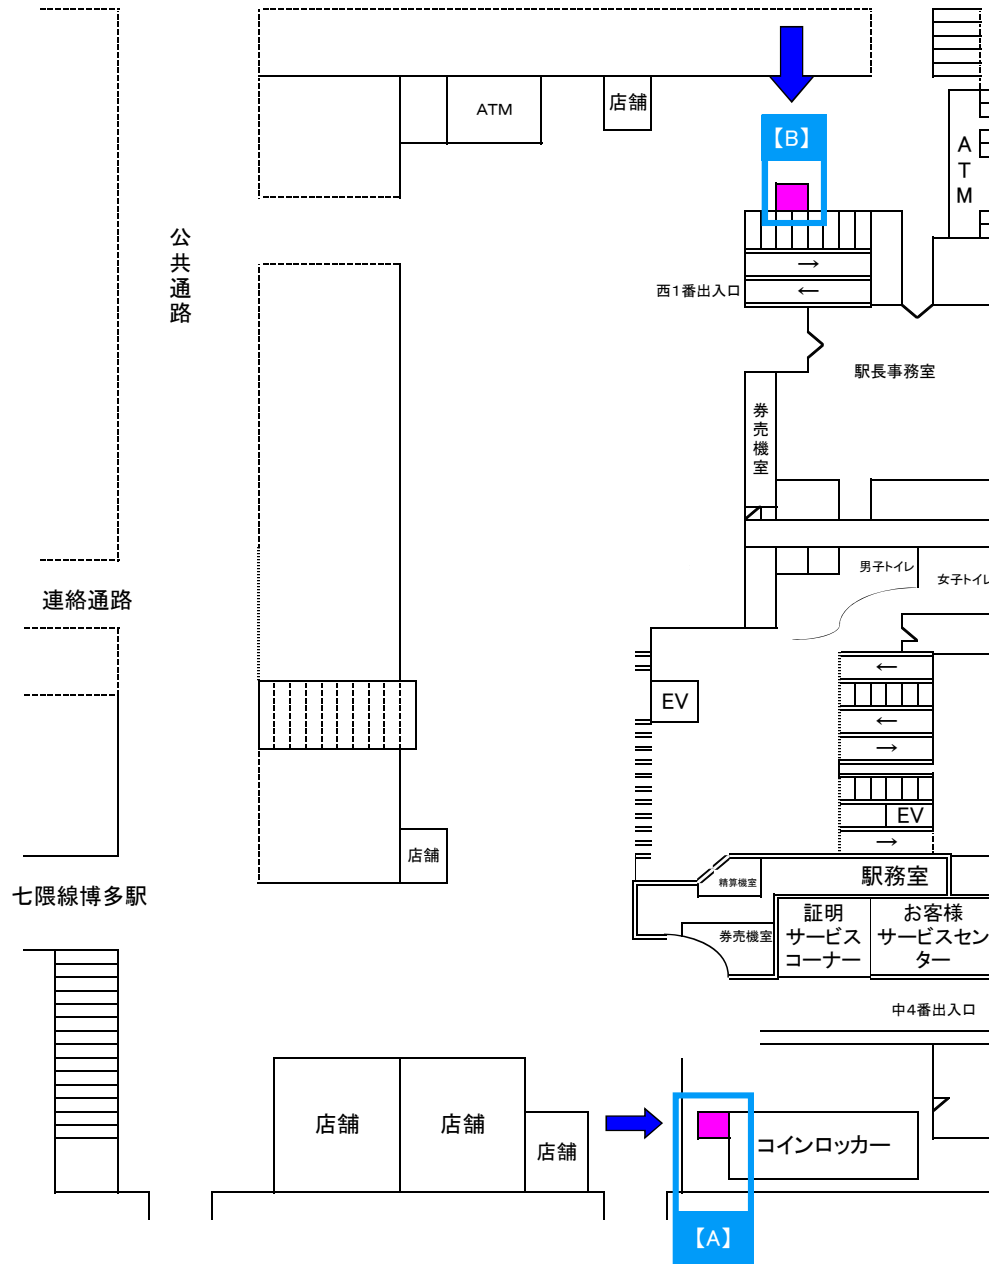 ATM
店舗
【B】
ATM
公共通路
→
西1番出入口
←
駅長事務室
券売機室
男子トイレ
女子トイレ
連絡通路
←
EV
←
→
EV
→
店舗
七隈線博多駅
精算機室
駅務室
券売機室
証明
サービス
コーナー
お客様
サービスセン
ター
中4番出入口
店舗
店舗
店舗
コインロッカー
【A】